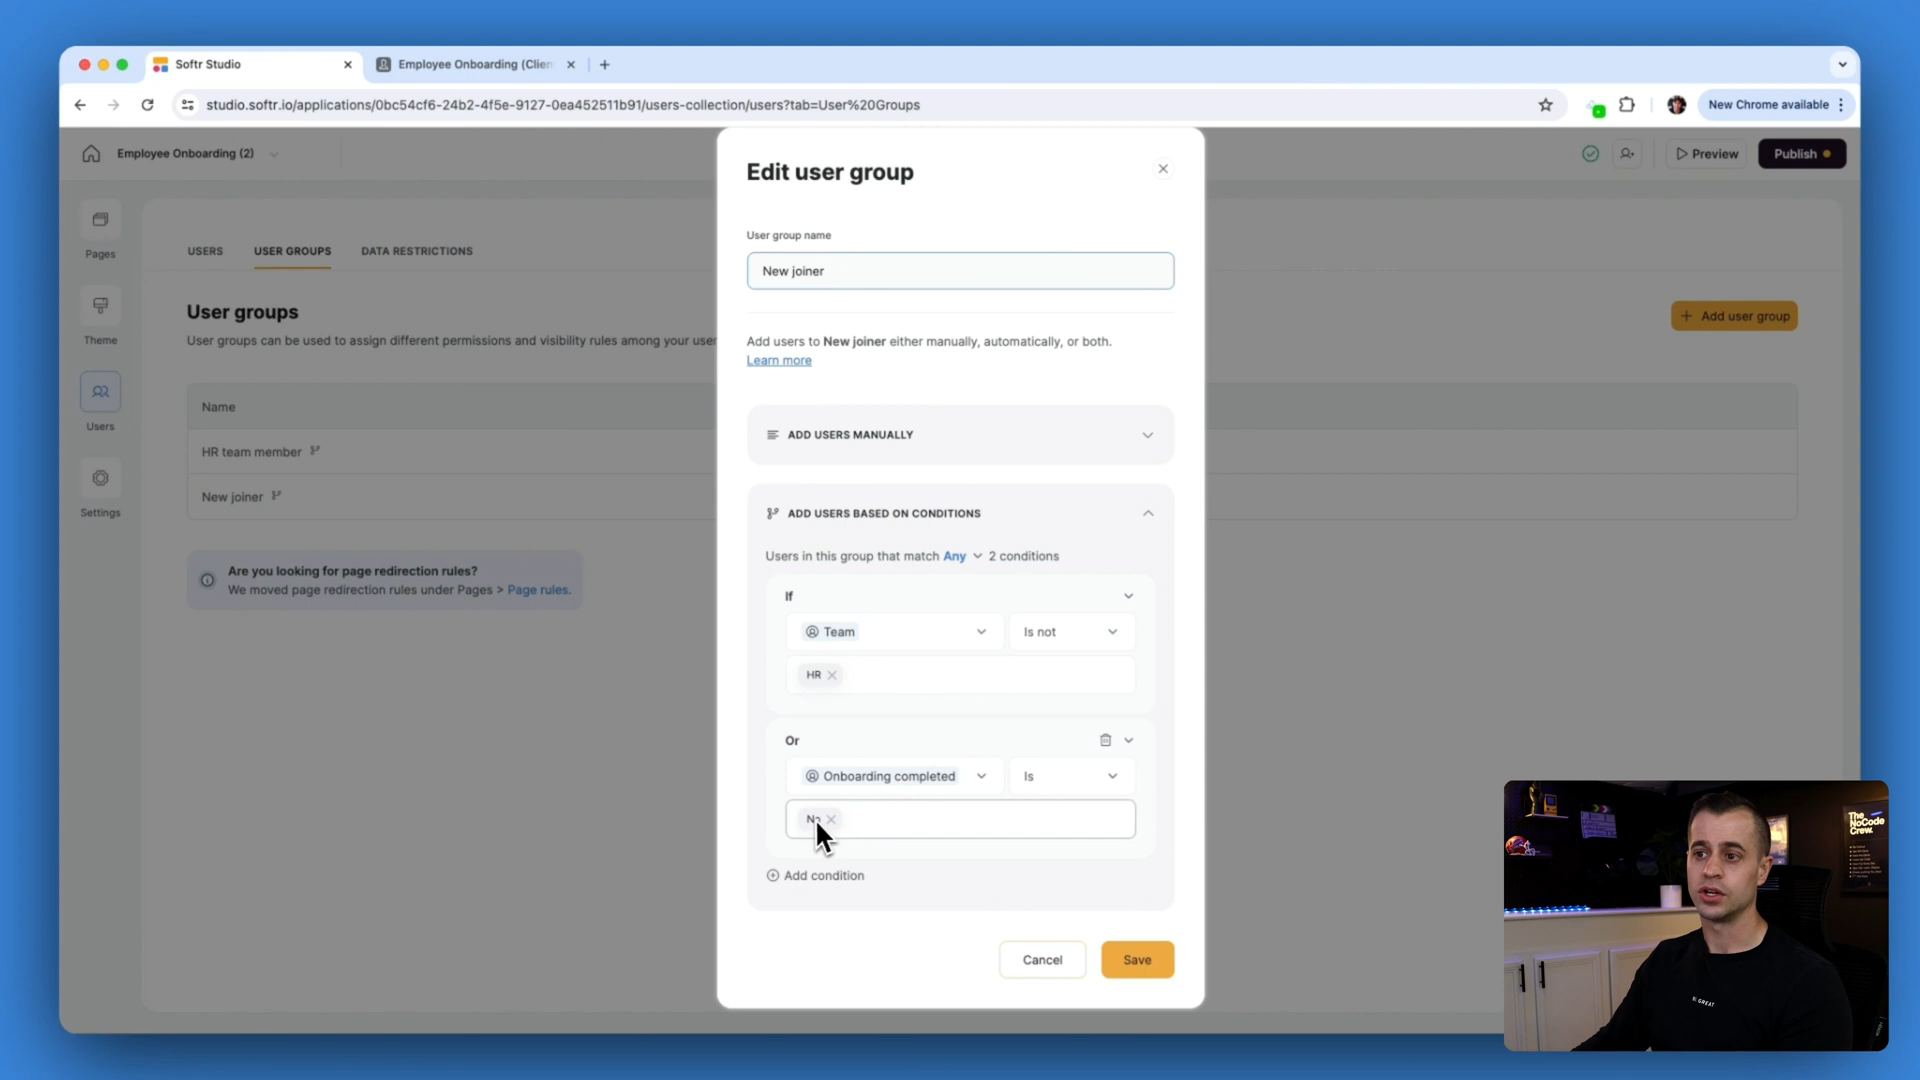 Softr Studio
Employee Onboarding (Clien
studio.softr.io/applications/0bc54cf6-24b2-4f5e-9127-0ea452511b91/users-collection/users?tab=User%20Groups
New Chrome available
Employee Onboarding (2)
Preview
Publish
Pages
Theme
Users
Settings
USERS
USER GROUPS
DATA RESTRICTIONS
User groups
User groups can be used to assign different permissions and visibility rules among your user
Add user group
Name
HR team member
New joiner
Are you looking for page redirection rules?
We moved page redirection rules under Pages > Page rules.
Edit user group
User group name
New joiner
Add users to New joiner either manually, automatically, or both.
Learn more
ADD USERS MANUALLY
ADD USERS BASED ON CONDITIONS
Users in this group that match Any 2 conditions
If
Team
Is not
HR
Or
Onboarding completed
Is
No
Add condition
Cancel
Save
The
NoCode
Crew.